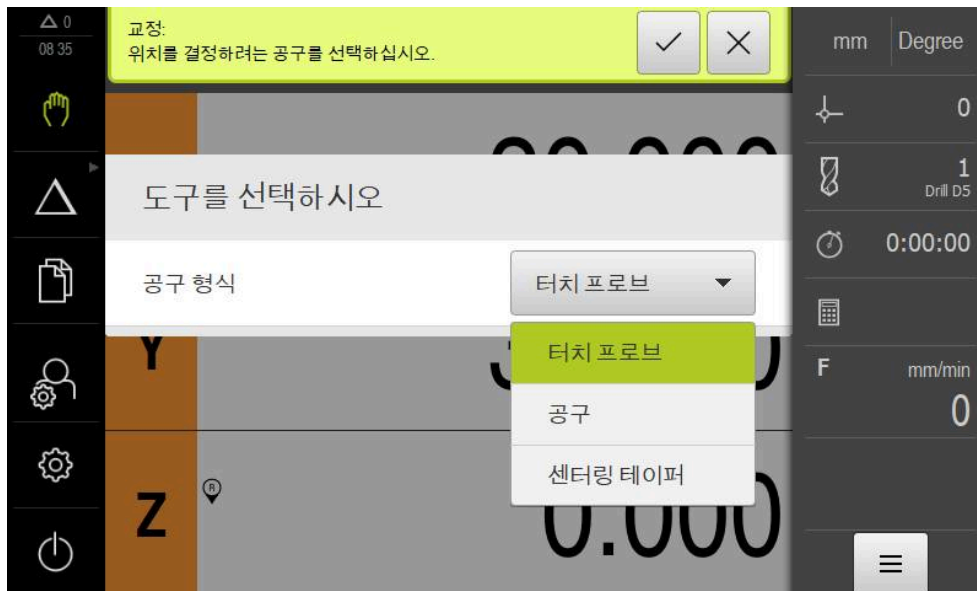 0
08 35
교정:
위치를 결정하려는 공구를 선택하십시오.
mm Degree
0
도구를 선택하시오
1
Drill D5
공구 형식
터치 프로브
0:00:00
Y
터치 프로브
F mm/min
0
공구
센터링 테이퍼
Z
R
0.000